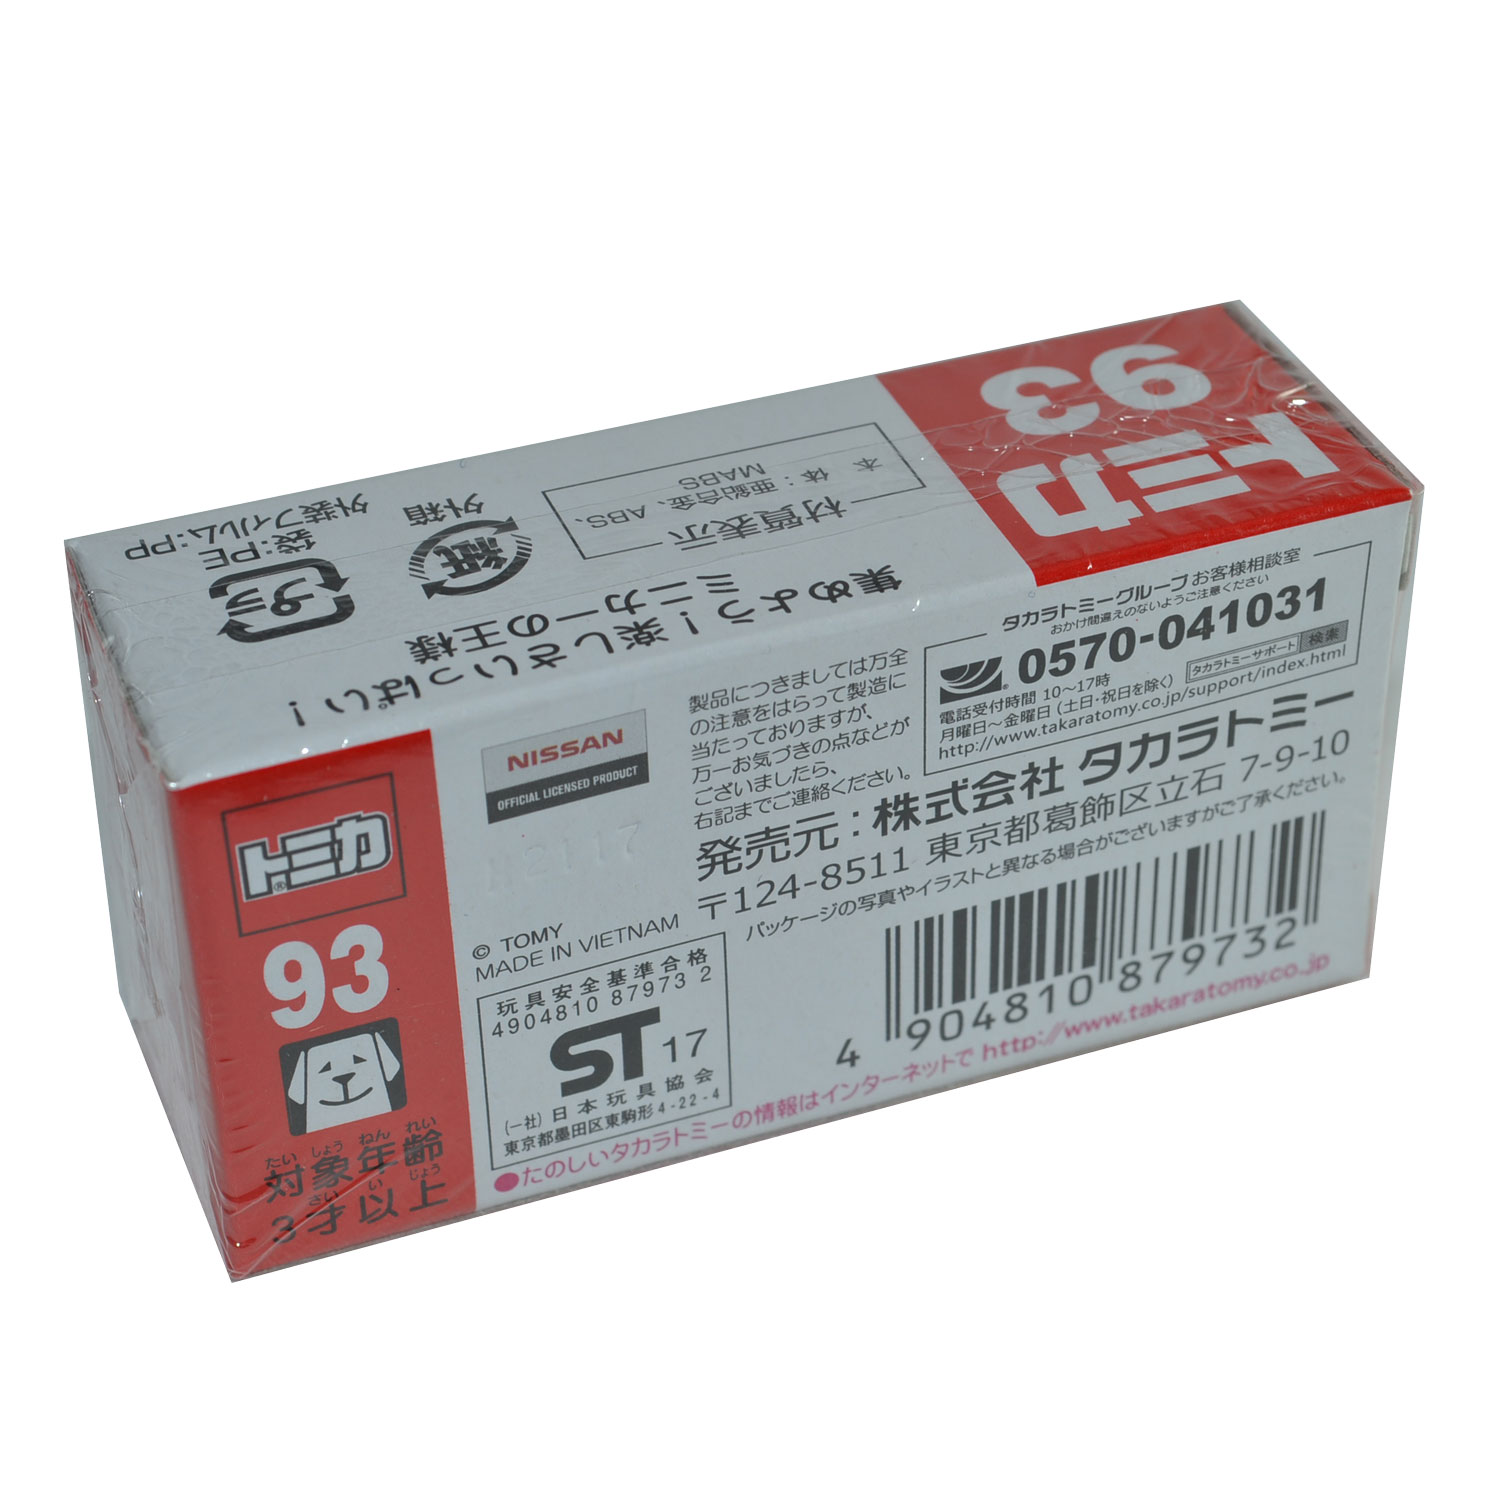 93
トミカ
材質表示
本 体：亜鉛合金、ABS、
MABS
外箱
紙
プラ
袋:PE
外装フィルム:PP
ミニカーの王様
集めよう！楽しさいっぱい！
トミカ®
93
たい しょう ねん れい
対象年齢
さい い じょう
3才以上
NISSAN
OFFICIAL LICENSED PRODUCT
© TOMY
MADE IN VIETNAM
玩具安全基準合格
4904810 87973 2
ST 17
(一社)日本玩具協会
東京都墨田区東駒形4-22-4
製品につきましては万全
の注意をはらって製造に
当たっておりますが、
万一お気づきの点などが
ございましたら、
右記までご連絡ください。
タカラトミーグループお客様相談室
おかけ間違えのないようご注意ください
0570-041031
電話受付時間 10～17時
月曜日～金曜日 (土・日・祝日を除く)
タカラトミーサポート 検索
http://www.takaratomy.co.jp/support/index.html
発売元：株式会社 タカラトミー
〒124-8511 東京都葛飾区立石 7-9-10
パッケージの写真やイラストと異なる場合がございますがご了承ください。
4 904810 879732
●たのしいタカラトミーの情報はインターネットで http://www.takaratomy.co.jp